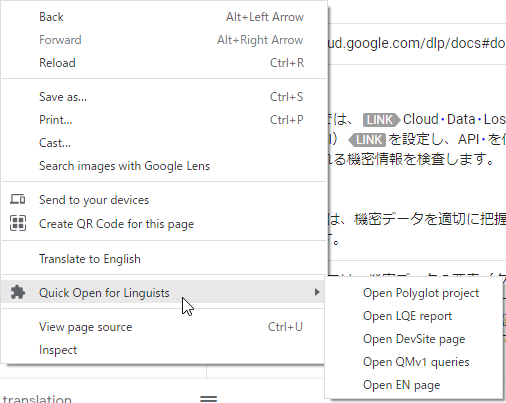 Back Alt+Left Arrow
Forward Alt+Right Arrow
Reload Ctrl+R
Save as... Ctrl+S
Print... Ctrl+P
Cast...
Search images with Google Lens
Send to your devices
Create QR Code for this page
Translate to English
Quick Open for Linguists
View page source Ctrl+U
Inspect
Open Polyglot project
Open LQE report
Open DevSite page
Open QMv1 queries
Open EN page
ud.google.com/dlp/docs#do
では、 LINK Cloud･Data･Los
LINK を設定し、API･を
れる機密情報を検査します。
は、機密データを適切に把握
す。
translation